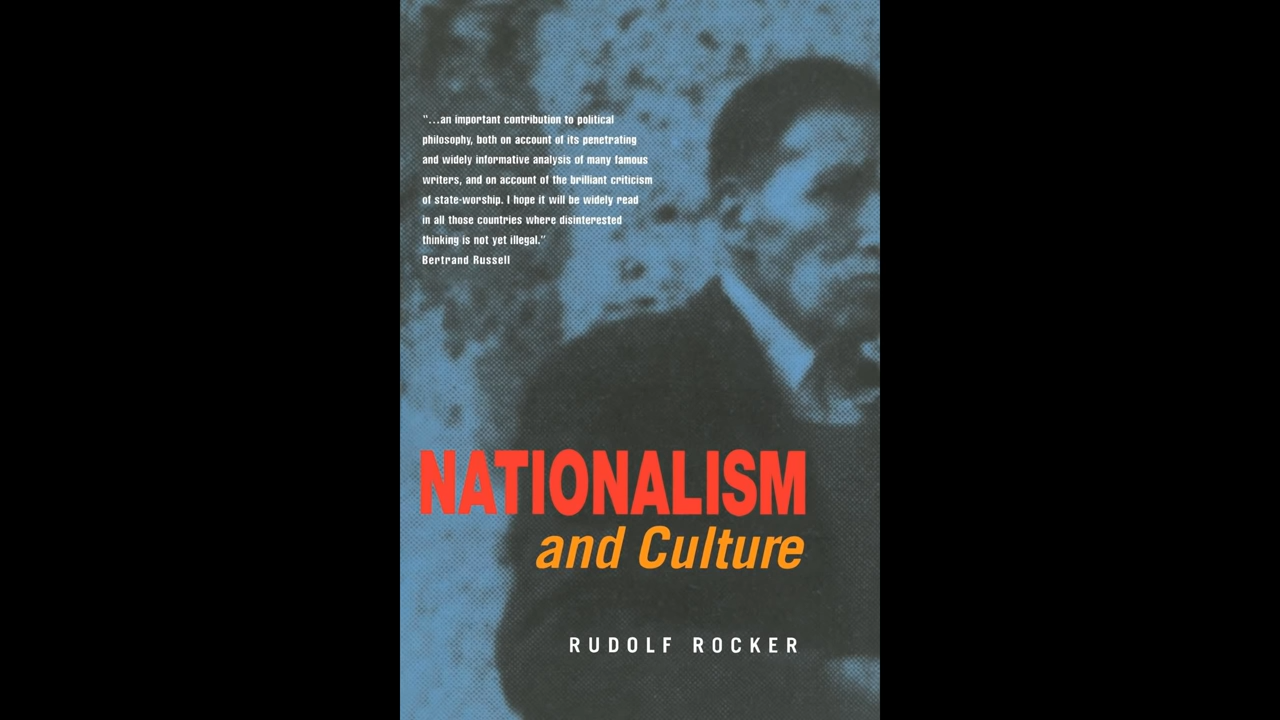 "...an important contribution to political
philosophy, both on account of its penetrating
and widely informative analysis of many famous
writers, and on account of the brilliant criticism
of state-worship. I hope it will be widely read
in all those countries where disinterested
thinking is not yet illegal."
Bertrand Russell
NATIONALISM
and Culture
RUDOLF ROCKER